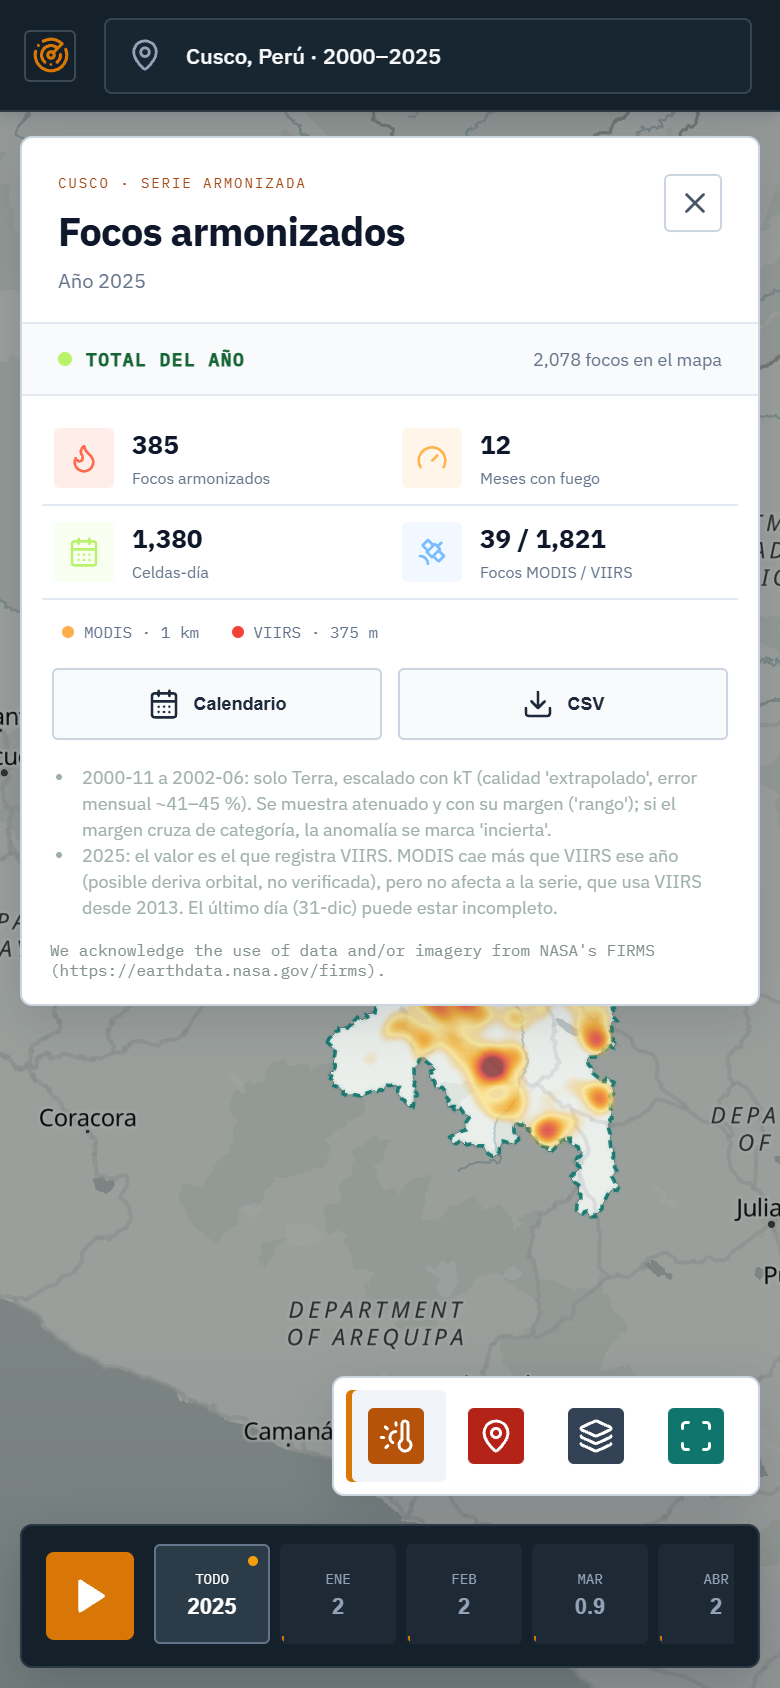 Cusco, Perú · 2000–2025
CUSCO · SERIE ARMONIZADA
Focos armonizados
Año 2025
TOTAL DEL AÑO
2,078 focos en el mapa
385
Focos armonizados
12
Meses con fuego
1,380
Celdas-día
39 / 1,821
Focos MODIS / VIIRS
MODIS · 1 km
VIIRS · 375 m
Calendario
CSV
• 2000-11 a 2002-06: solo Terra, escalado con kT (calidad 'extrapolado', error
mensual ~41–45 %). Se muestra atenuado y con su margen ('rango'); si el
margen cruza de categoría, la anomalía se marca 'incierta'.
• 2025: el valor es el que registra VIIRS. MODIS cae más que VIIRS ese año
(posible deriva orbital, no verificada), pero no afecta a la serie, que usa VIIRS
desde 2013. El último día (31-dic) puede estar incompleto.
We acknowledge the use of data and/or imagery from NASA's FIRMS
(https://earthdata.nasa.gov/firms).
Coracora
DEPA
OF
Julia
DEPARTMENT
OF AREQUIPA
Camaná
TODO
2025
ENE
2
FEB
2
MAR
0.9
ABR
2